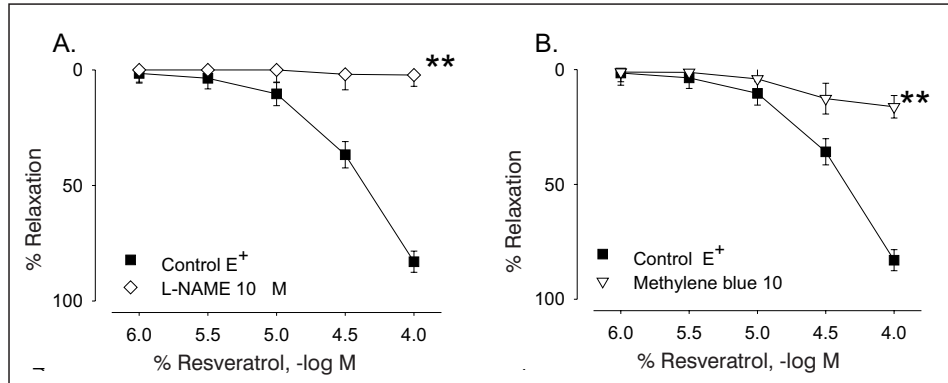 A.
**
0
50
100
% Relaxation
Control E+
L-NAME 10 M
6.0 5.5 5.0 4.5 4.0
% Resveratrol, -log M
B.
**
0
50
100
% Relaxation
Control E+
Methylene blue 10
6.0 5.5 5.0 4.5 4.0
% Resveratrol, -log M